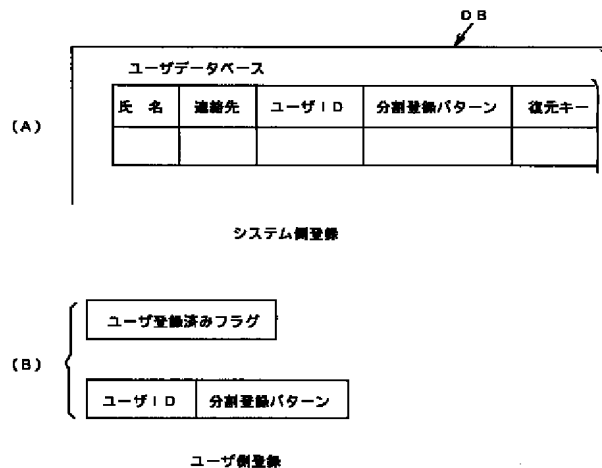 DB
ユーザデータベース
氏 名 連絡先 ユーザID 分割登録パターン 復元キー
(A)
システム側登録
ユーザ登録済みフラグ
(B)
ユーザID 分割登録パターン
ユーザ側登録